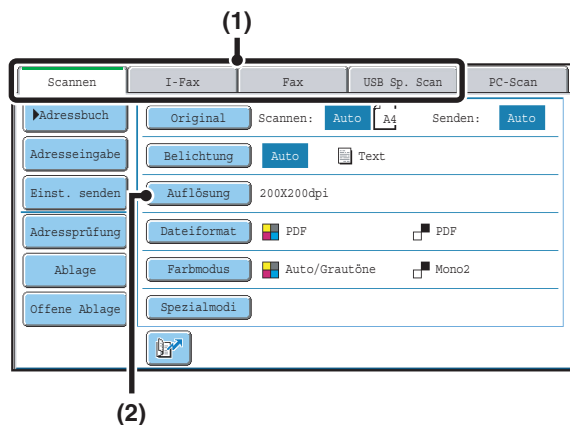 (1)
Scannen I-Fax Fax USB Sp. Scan PC-Scan
Adressbuch Original Scannen: Auto A4 Senden: Auto
Adresseingabe Belichtung Auto Text
Einst. senden Auflösung 200X200dpi
Adressprüfung Dateiformat PDF PDF
Ablage Farbmodus Auto/Grautöne Mono2
Offene Ablage Spezialmodi
(2)